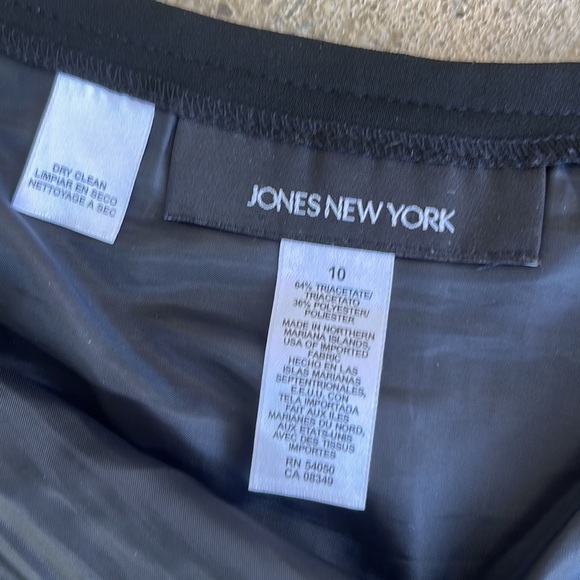 DRY CLEAN
LIMPIAR EN SECO
NETTOYAGE A SEC
JONES NEW YORK
10
64% TRIACETATE/
TRIACETATO
36% POLYESTER/
POLIESTER
MADE IN NORTHERN
MARIANA ISLANDS,
USA OF IMPORTED
FABRIC
HECHO EN LAS
ISLAS MARIANAS
SEPTENTRIONALES,
E.E.U.U. CON
TELA IMPORTADA
FAIT AUX ILES
MARIANES DU NORD,
AUX ETATS-UNIS
AVEC DES TISSUS
IMPORTES
RN 54050
CA 08349